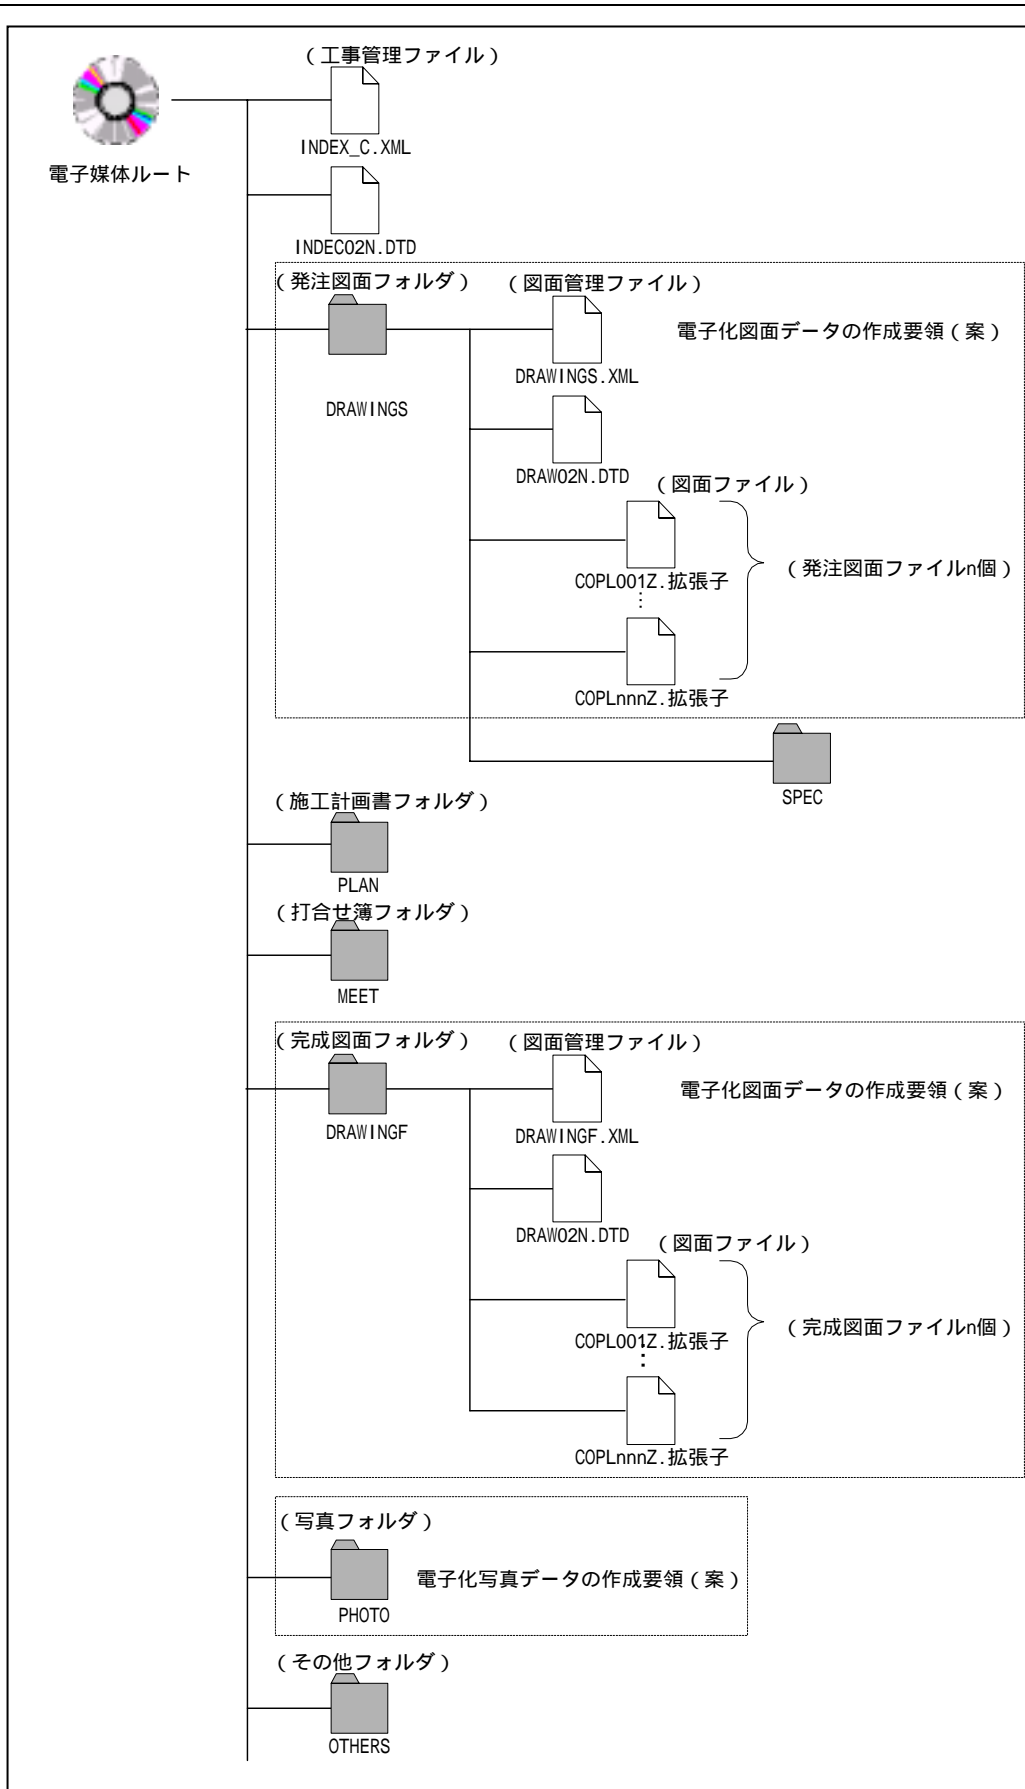 (工事管理ファイル)
INDEX_C.XML
電子媒体ルート
INDEC02N.DTD
(発注図面フォルダ)
(図面管理ファイル)
電子化図面データの作成要領(案)
DRAWINGS.XML
DRAWINGS
DRAW02N.DTD
(図面ファイル)
COPL001Z.拡張子
(発注図面ファイルn個)
COPLnnnZ.拡張子
SPEC
(施工計画書フォルダ)
PLAN
(打合せ簿フォルダ)
MEET
(完成図面フォルダ)
(図面管理ファイル)
電子化図面データの作成要領(案)
DRAWINGF.XML
DRAWINGF
DRAW02N.DTD
(図面ファイル)
COPL001Z.拡張子
(完成図面ファイルn個)
COPLnnnZ.拡張子
(写真フォルダ)
電子化写真データの作成要領(案)
PHOTO
(その他フォルダ)
OTHERS